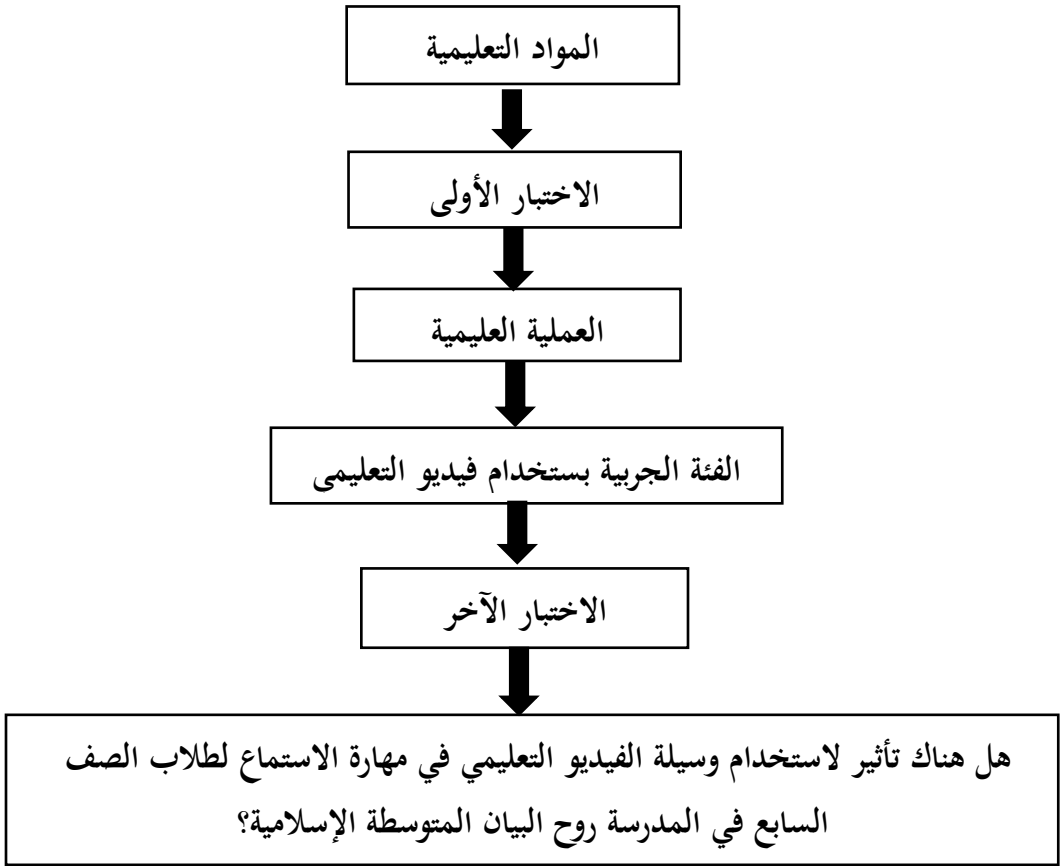 المواد التعليمية
الاختبار الأولى
العملية العليمية
الفئة الجربية بستخدام فيديو التعليمى
الاختبار الآخر
هل هناك تأثير لاستخدام وسيلة الفيديو التعليمي في مهارة الاستماع لطلاب الصف
السابع في المدرسة روح البيان المتوسطة الإسلامية؟